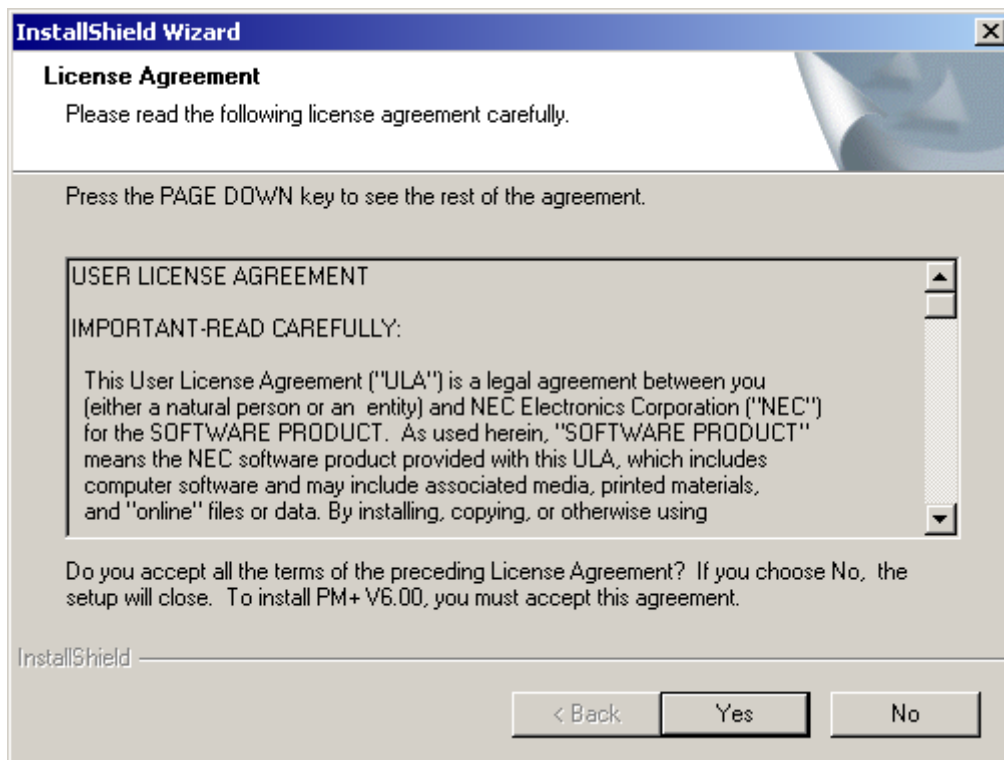 InstallShield Wizard
License Agreement
Please read the following license agreement carefully.
Press the PAGE DOWN key to see the rest of the agreement.
USER LICENSE AGREEMENT
IMPORTANT-READ CAREFULLY:
This User License Agreement ("ULA") is a legal agreement between you
(either a natural person or an  entity) and NEC Electronics Corporation ("NEC")
for the SOFTWARE PRODUCT.  As used herein, "SOFTWARE PRODUCT"
means the NEC software product provided with this ULA, which includes
computer software and may include associated media, printed materials,
and "online" files or data. By installing, copying, or otherwise using
Do you accept all the terms of the preceding License Agreement?  If you choose No,  the
setup will close.  To install PM+ V6.00, you must accept this agreement.
InstallShield
< Back
Yes
No